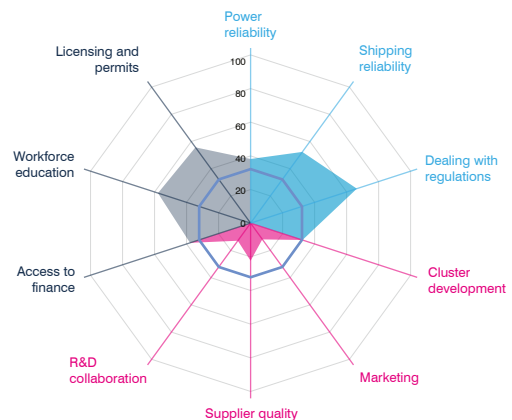 Power
reliability
Licensing and
permits
Shipping
reliability
100
80
60
40
20
0
Workforce
education
Dealing with
regulations
Access to
finance
Cluster
development
R&D
collaboration
Marketing
Supplier quality